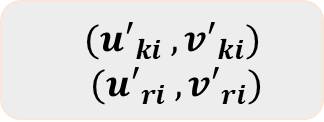 (u′ki ,v′ki)
(u′ri ,v′ri)